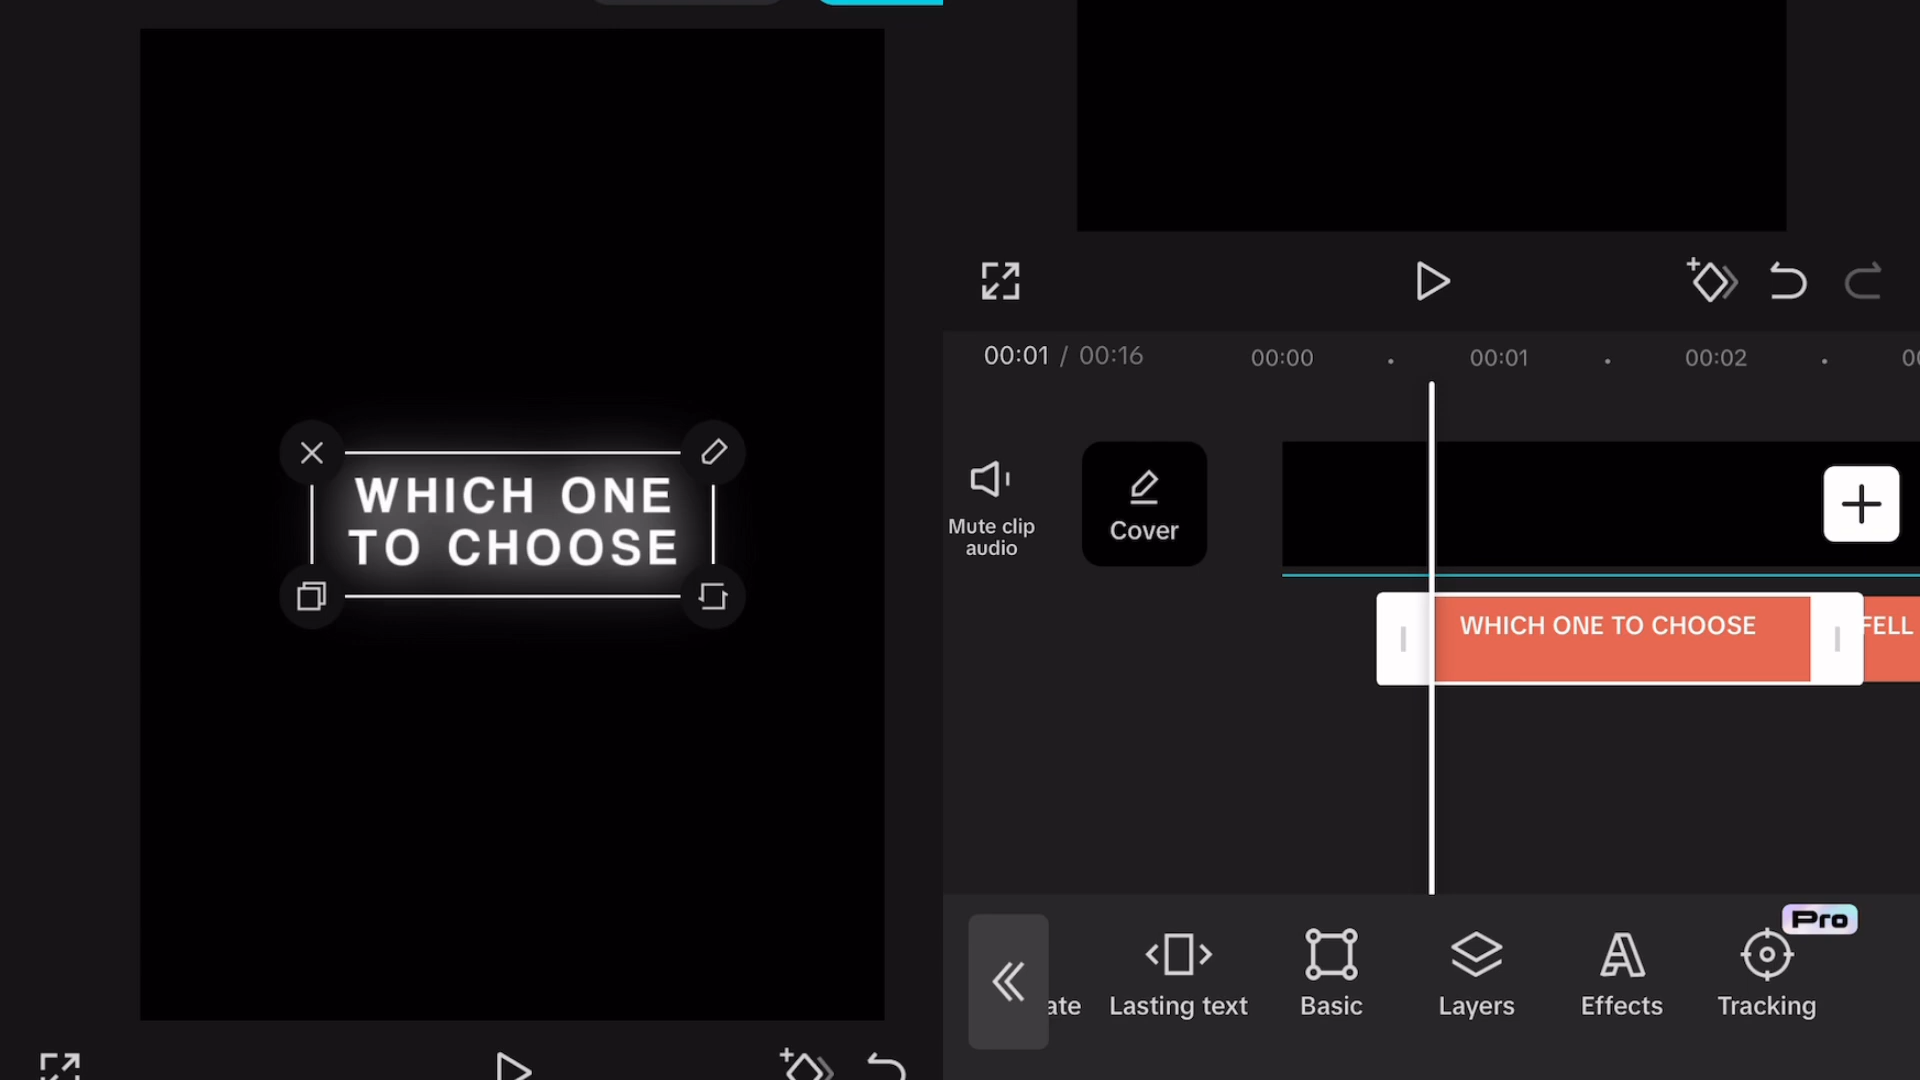 WHICH ONE
TO CHOOSE
00:01 / 00:16
00:00
00:01
00:02
Mute clip
audio
Cover
WHICH ONE TO CHOOSE
FELL
Pro
ate
Lasting text
Basic
Layers
Effects
Tracking